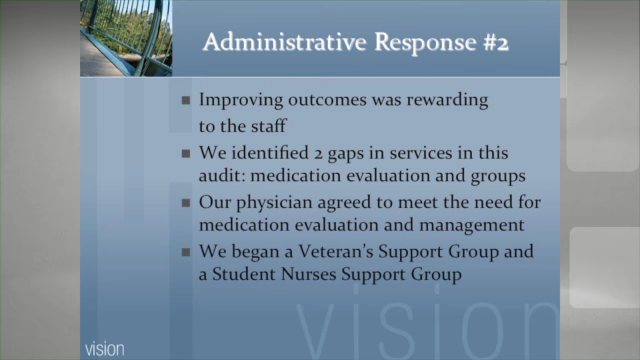 Administrative Response #2
Improving outcomes was rewarding
to the staff
We identified 2 gaps in services in this
audit: medication evaluation and groups
Our physician agreed to meet the need for
medication evaluation and management
We began a Veteran's Support Group and
a Student Nurses Support Group
vision
vision